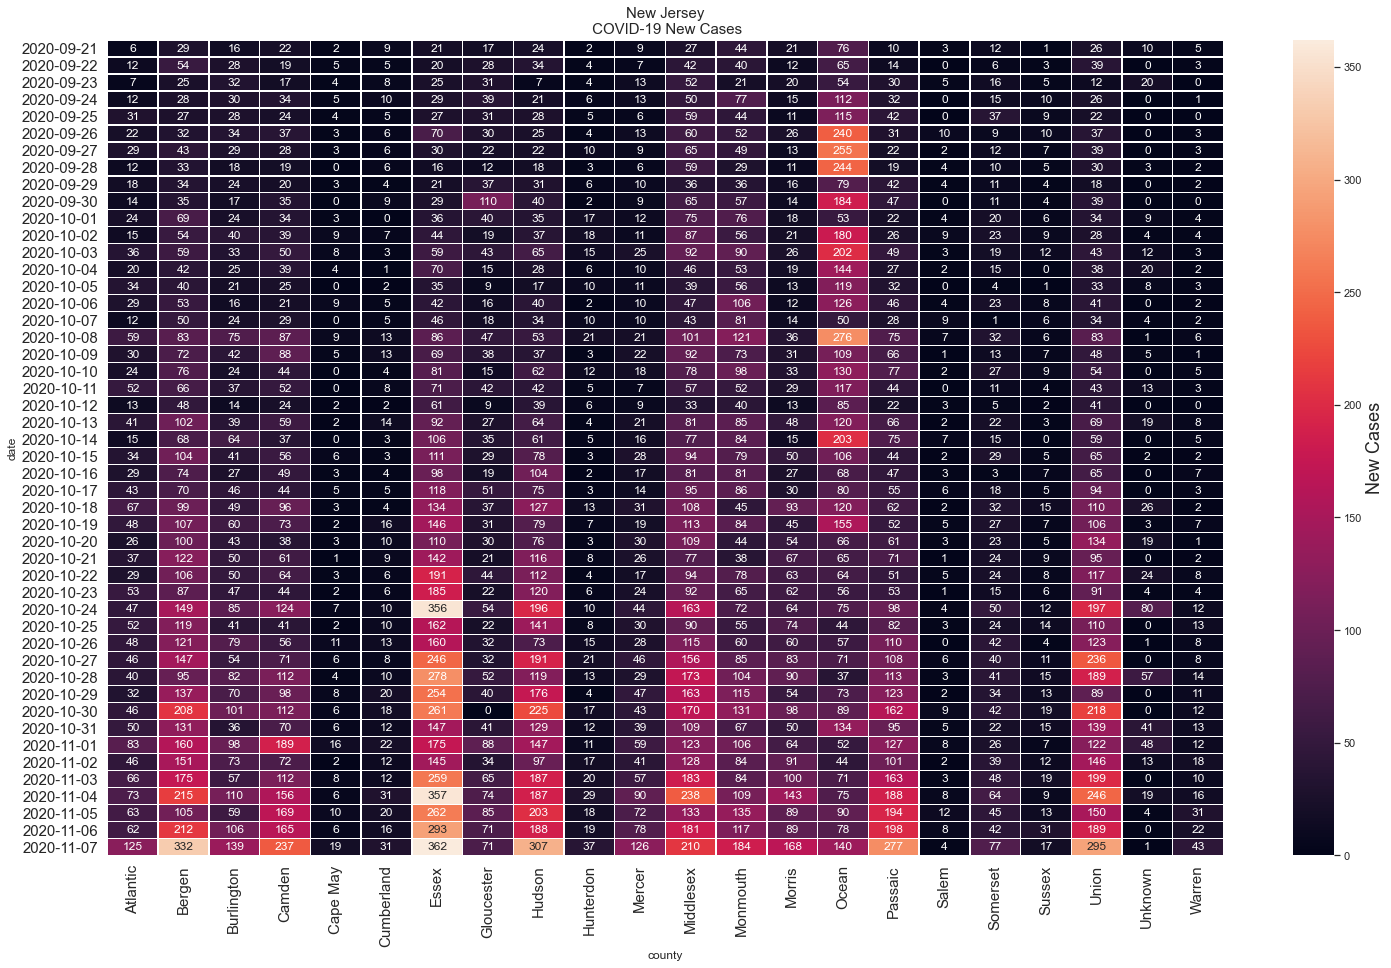 New Jersey
COVID-19 New Cases
2020-09-21 6 29 16 22 2 9 21 17 24 2 9 27 44 21 76 10 3 12 1 26 10 5
2020-09-22 12 54 28 19 5 5 20 28 34 4 7 42 40 12 65 14 0 6 3 39 0 3
2020-09-23 7 25 32 17 4 8 25 31 7 4 13 52 21 20 54 30 5 16 5 12 20 0
2020-09-24 12 28 30 34 5 10 29 39 21 6 13 50 77 15 112 32 0 15 10 26 0 1
2020-09-25 31 27 28 24 4 5 27 31 28 5 6 59 44 11 115 42 0 37 9 22 0 0
2020-09-26 22 32 34 37 3 6 70 30 25 4 13 60 52 26 240 31 10 9 10 37 0 3
2020-09-27 29 43 29 28 3 6 30 22 22 10 9 65 49 13 255 22 2 12 7 39 0 3
2020-09-28 12 33 18 19 0 6 16 12 18 3 6 59 29 11 244 19 4 10 5 30 3 2
2020-09-29 18 34 24 20 3 4 21 37 31 6 10 36 36 16 79 42 4 11 4 18 0 2
2020-09-30 14 35 17 35 0 9 29 110 40 2 9 65 57 14 184 47 0 11 4 39 0 0
2020-10-01 24 69 24 34 3 0 36 40 35 17 12 75 76 18 53 22 4 20 6 34 9 4
2020-10-02 15 54 40 39 9 7 44 19 37 18 11 87 56 21 180 26 9 23 9 28 4 4
2020-10-03 36 59 33 50 8 3 59 43 65 15 25 92 90 26 202 49 3 19 12 43 12 3
2020-10-04 20 42 25 39 4 1 70 15 28 6 10 46 53 19 144 27 2 15 0 38 20 2
2020-10-05 34 40 21 25 0 2 35 9 17 10 11 39 56 13 119 32 0 4 1 33 8 3
2020-10-06 29 53 16 21 9 5 42 16 40 2 10 47 106 12 126 46 4 23 8 41 0 2
2020-10-07 12 50 24 29 0 5 46 18 34 10 10 43 81 14 50 28 9 1 6 34 4 2
2020-10-08 59 83 75 87 9 13 86 47 53 21 21 101 121 36 276 75 7 32 6 83 1 6
2020-10-09 30 72 42 88 5 13 69 38 37 3 22 92 73 31 109 66 1 13 7 48 5 1
2020-10-10 24 76 24 44 0 4 81 15 62 12 18 78 98 33 130 77 2 27 9 54 0 5
2020-10-11 52 66 37 52 0 8 71 42 42 5 7 57 52 29 117 44 0 11 4 43 13 3
2020-10-12 13 48 14 24 2 2 61 9 39 6 9 33 40 13 85 22 3 5 2 41 0 0
2020-10-13 41 102 39 59 2 14 92 27 64 4 21 81 85 48 120 66 2 22 3 69 19 8
2020-10-14 15 68 64 37 0 3 106 35 61 5 16 77 84 15 203 75 7 15 0 59 0 5
2020-10-15 34 104 41 56 6 3 111 29 78 3 28 94 79 50 106 44 2 29 5 65 2 2
2020-10-16 29 74 27 49 3 4 98 19 104 2 17 81 81 27 68 47 3 3 7 65 0 7
2020-10-17 43 70 46 44 5 5 118 51 75 3 14 95 86 30 80 55 6 18 5 94 0 3
2020-10-18 67 99 49 96 3 4 134 37 127 13 31 108 45 93 120 62 2 32 15 110 26 2
2020-10-19 48 107 60 73 2 16 146 31 79 7 19 113 84 45 155 52 5 27 7 106 3 7
2020-10-20 26 100 43 38 3 10 110 30 76 3 30 109 44 54 66 61 3 23 5 134 19 1
2020-10-21 37 122 50 61 1 9 142 21 116 8 26 77 38 67 65 71 1 24 9 95 0 2
2020-10-22 29 106 50 64 3 6 191 44 112 4 17 94 78 63 64 51 5 24 8 117 24 8
2020-10-23 53 87 47 44 2 6 185 22 120 6 24 92 65 62 56 53 1 15 6 91 4 4
2020-10-24 47 149 85 124 7 10 356 54 196 10 44 163 72 64 75 98 4 50 12 197 80 12
2020-10-25 52 119 41 41 2 10 162 22 141 8 30 90 55 74 44 82 3 24 14 110 0 13
2020-10-26 48 121 79 56 11 13 160 32 73 15 28 115 60 60 57 110 0 42 4 123 1 8
2020-10-27 46 147 54 71 6 8 246 32 191 21 46 156 85 83 71 108 6 40 11 236 0 8
2020-10-28 40 95 82 112 4 10 278 52 119 13 29 173 104 90 37 113 3 41 15 189 57 14
2020-10-29 32 137 70 98 8 20 254 40 176 4 47 163 115 54 73 123 2 34 13 89 0 11
2020-10-30 46 208 101 112 6 18 261 0 225 17 43 170 131 98 89 162 9 42 19 218 0 12
2020-10-31 50 131 36 70 6 12 147 41 129 12 39 109 67 50 134 95 5 22 15 139 41 13
2020-11-01 83 160 98 189 16 22 175 88 147 11 59 123 106 64 52 127 8 26 7 122 48 12
2020-11-02 46 151 73 72 2 12 145 34 97 17 41 128 84 91 44 101 2 39 12 146 13 18
2020-11-03 66 175 57 112 8 12 259 65 187 20 57 183 84 100 71 163 3 48 19 199 0 10
2020-11-04 73 215 110 156 6 31 357 74 187 29 90 238 109 143 75 188 8 64 9 246 19 16
2020-11-05 63 105 59 169 10 20 262 85 203 18 72 133 135 89 90 194 12 45 13 150 4 31
2020-11-06 62 212 106 165 6 16 293 71 188 19 78 181 117 89 78 198 8 42 31 189 0 22
2020-11-07 125 332 139 237 19 31 362 71 307 37 126 210 184 168 140 277 4 77 17 295 1 43
date
Atlantic Bergen Burlington Camden Cape May Cumberland Essex Gloucester Hudson Hunterdon Mercer Middlesex Monmouth Morris Ocean Passaic Salem Somerset Sussex Union Unknown Warren
county
350
300
250
200
150
100
50
0
New Cases